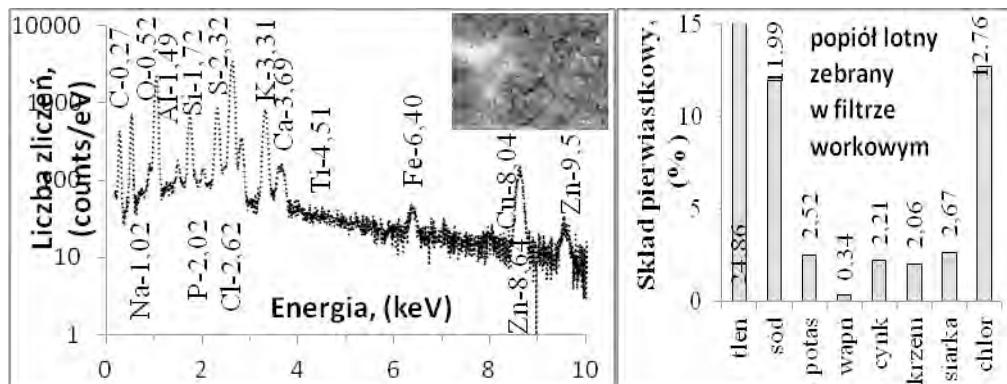 Liczba zliczeń,
(counts/eV)
10000
1000
100
10
1
C-0,27
O-0,52
Al-1,49
Si-1,72
S-2,32
K-3,31
Ca-3,69
Ti-4,51
Fe-6,40
Cu-8,04
Zn-9,5
Na-1,02
P-2,02
Cl-2,62
Zn-8,64
Energia, (keV)
0 2 4 6 8 10
Skład pierwiastkowy,
(%)
15
10
5
0
popiół lotny
zebrany
w filtrze
workowym
24,86
11,99
2,52
0,34
2,21
2,06
2,67
12,76
tlen
sód
potas
wapń
cynk
krzem
siarka
chlor